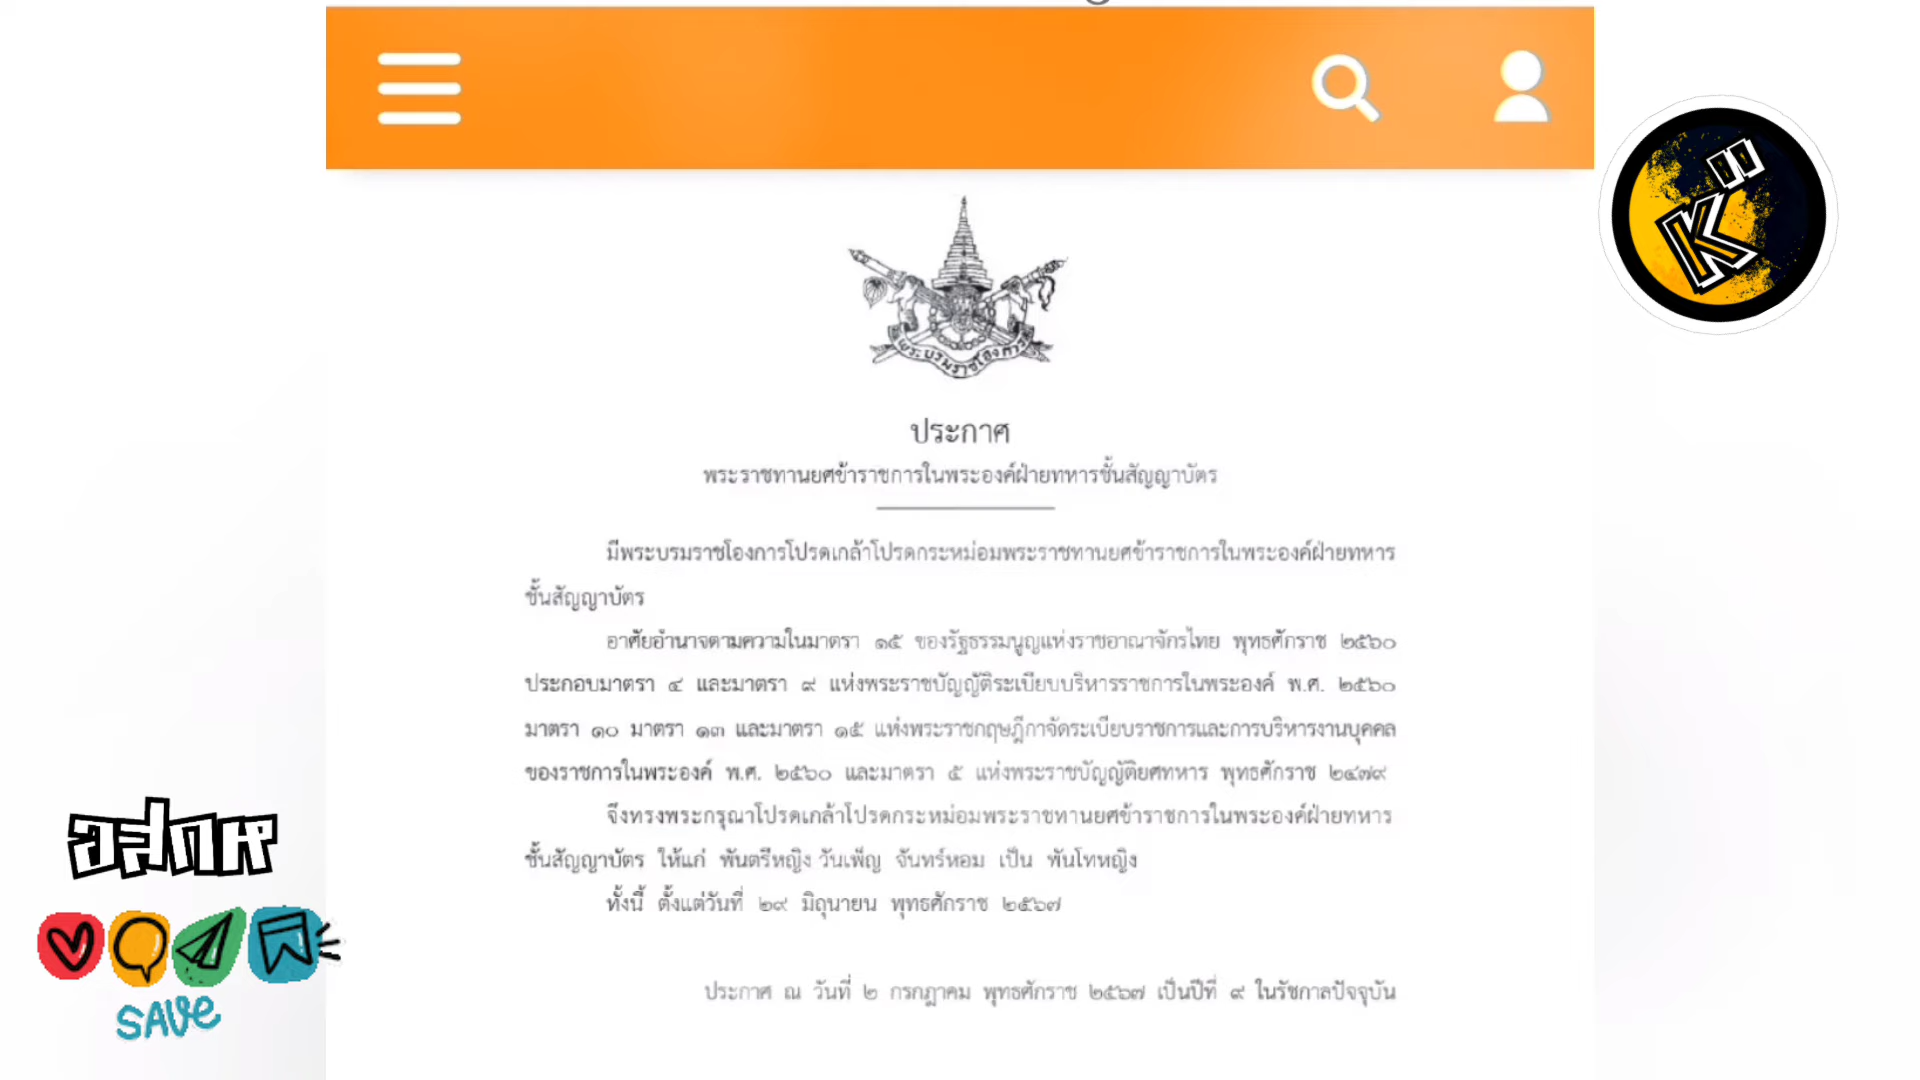 พระบรมราชโองการ
ประกาศ
พระราชทานยศข้าราชการในพระองค์ฝ่ายทหารชั้นสัญญาบัตร
มีพระบรมราชโองการโปรดเกล้าโปรดกระหม่อมพระราชทานยศข้าราชการในพระองค์ฝ่ายทหาร
ชั้นสัญญาบัตร
อาศัยอำนาจตามความในมาตรา ๑๕ ของรัฐธรรมนูญแห่งราชอาณาจักรไทย พุทธศักราช ๒๕๖๐
ประกอบมาตรา ๔ และมาตรา ๙ แห่งพระราชบัญญัติระเบียบบริหารราชการในพระองค์ พ.ศ. ๒๕๖๐
มาตรา ๑๐ มาตรา ๑๓ และมาตรา ๑๕ แห่งพระราชกฤษฎีกาจัดระเบียบราชการและการบริหารงานบุคคล
ของราชการในพระองค์ พ.ศ. ๒๕๖๐ และมาตรา ๕ แห่งพระราชบัญญัติยศทหาร พุทธศักราช ๒๔๗๙
จึงทรงพระกรุณาโปรดเกล้าโปรดกระหม่อมพระราชทานยศข้าราชการในพระองค์ฝ่ายทหาร
ชั้นสัญญาบัตร ให้แก่ พันตรีหญิง วันเพ็ญ จันทร์หอม เป็น พันโทหญิง
ทั้งนี้ ตั้งแต่วันที่ ๒๙ มิถุนายน พุทธศักราช ๒๕๖๗
ประกาศ ณ วันที่ ๒ กรกฎาคม พุทธศักราช ๒๕๖๗ เป็นปีที่ ๙ ในรัชกาลปัจจุบัน
K"
อสกห
SAVe